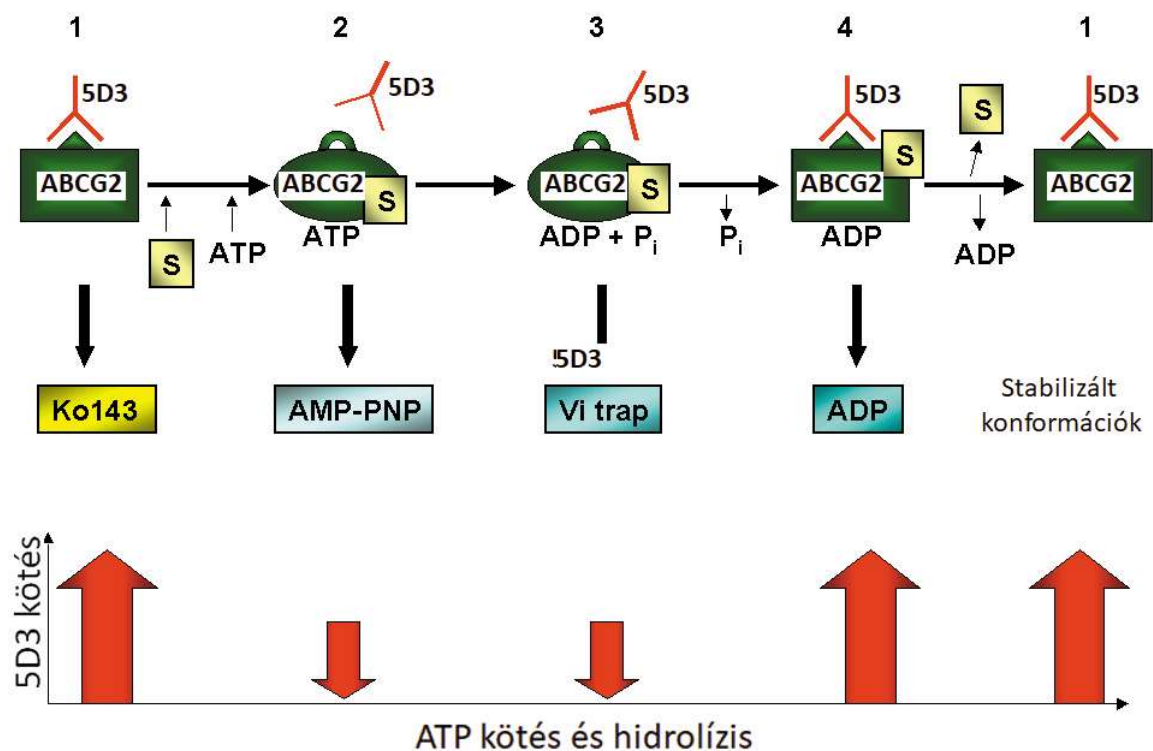 1 2 3 4 1
5D3 5D3 5D3 5D3 5D3
S
ABCG2 ABCG2 ABCG2 ABCG2 ABCG2
S S S
ATP ADP + Pi ADP
S ATP Pi ADP
!5D3
Ko143 AMP-PNP Vi trap ADP
Stabilizált
konformációk
5D3 kötés
ATP kötés és hidrolízis